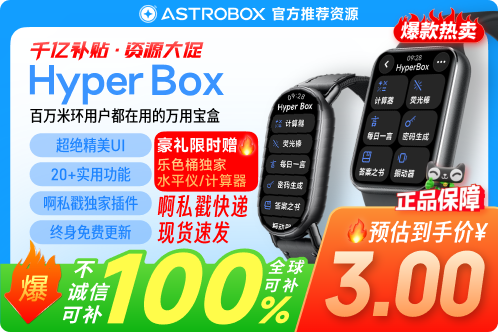 ASTROBOX 官方推荐资源
千亿补贴·资源大促
Hyper Box
百万米环用户都在用的万用宝盒
超绝精美UI
20+实用功能
啊私戳独家插件
终身免费更新
豪礼限时赠
乐色桶独家
水平仪/计算器
啊私戳快递
现货速发
09:28
Hyper Box
计算器
荧光棒
每日一言
密码生成
答案之书
振动器
爆款热卖
09:28
HyperBox
计算器
荧光棒
每日一言
密码生成
答案之书
振动器
正品保障
预估到手价¥
3.00
爆
不诚信可补
100%
全球可补